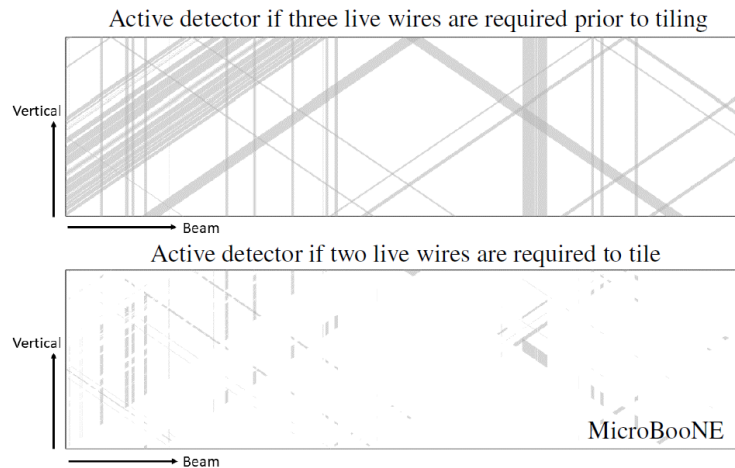 Active detector if three live wires are required prior to tiling
Vertical
Beam
Active detector if two live wires are required to tile
Vertical
MicroBooNE
Beam